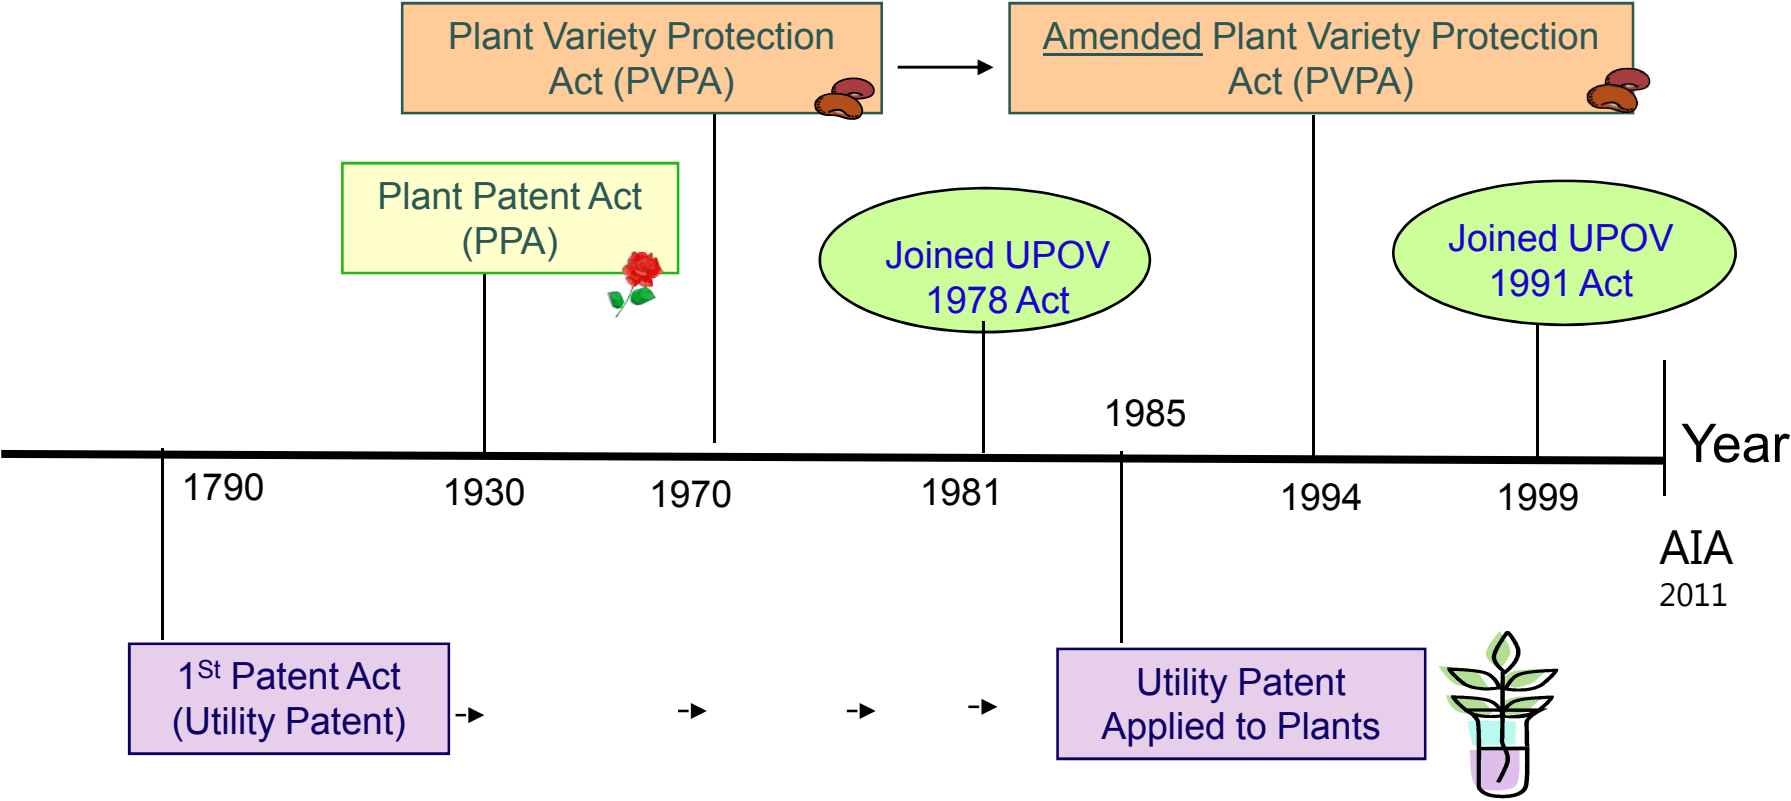 Plant Variety Protection
Act (PVPA)
Amended Plant Variety Protection
Act (PVPA)
Plant Patent Act
(PPA)
Joined UPOV
1978 Act
Joined UPOV
1991 Act
1985
Year
1790
1930
1970
1981
1994
1999
AIA
2011
1St Patent Act
(Utility Patent)
Utility Patent
Applied to Plants